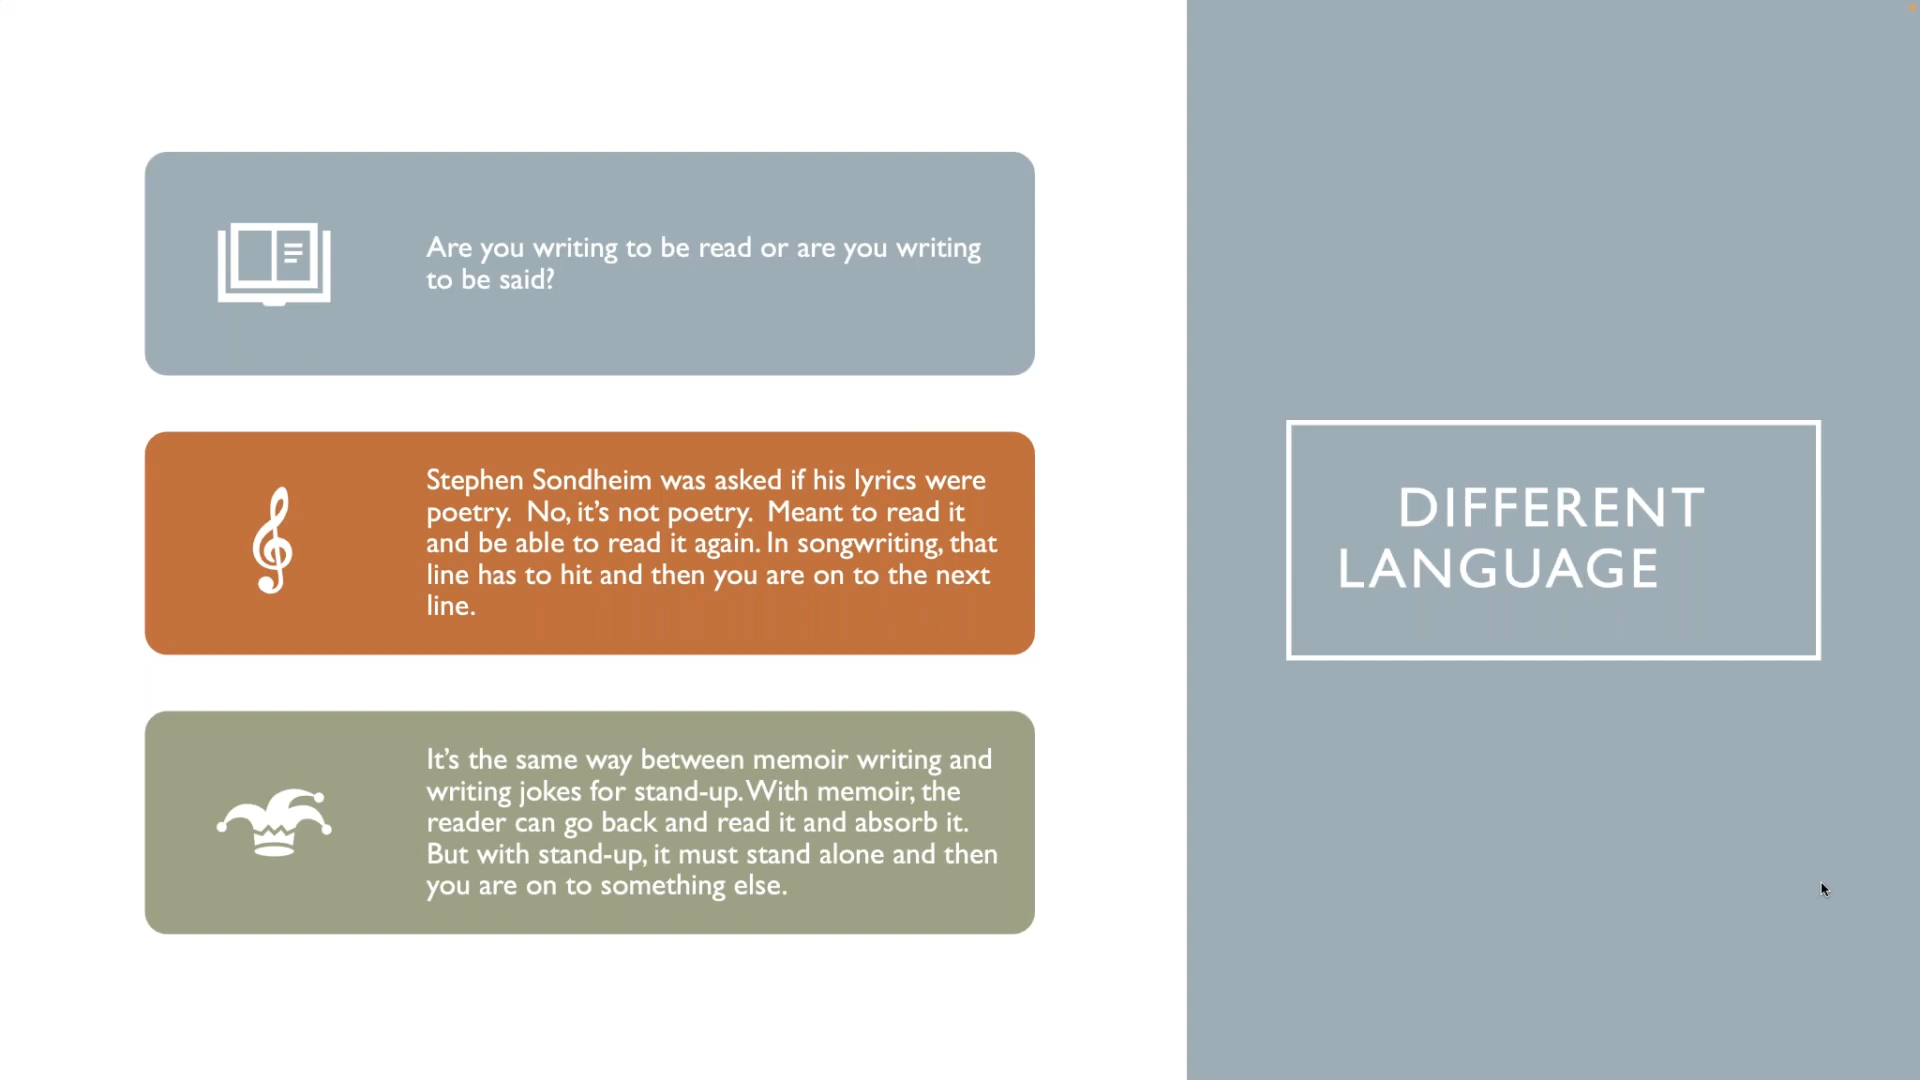 Are you writing to be read or are you writing
to be said?
Stephen Sondheim was asked if his lyrics were
poetry.  No, it’s not poetry.  Meant to read it
and be able to read it again. In songwriting, that
line has to hit and then you are on to the next
line.
It’s the same way between memoir writing and
writing jokes for stand-up. With memoir, the
reader can go back and read it and absorb it.
But with stand-up, it must stand alone and then
you are on to something else.
DIFFERENT
LANGUAGE